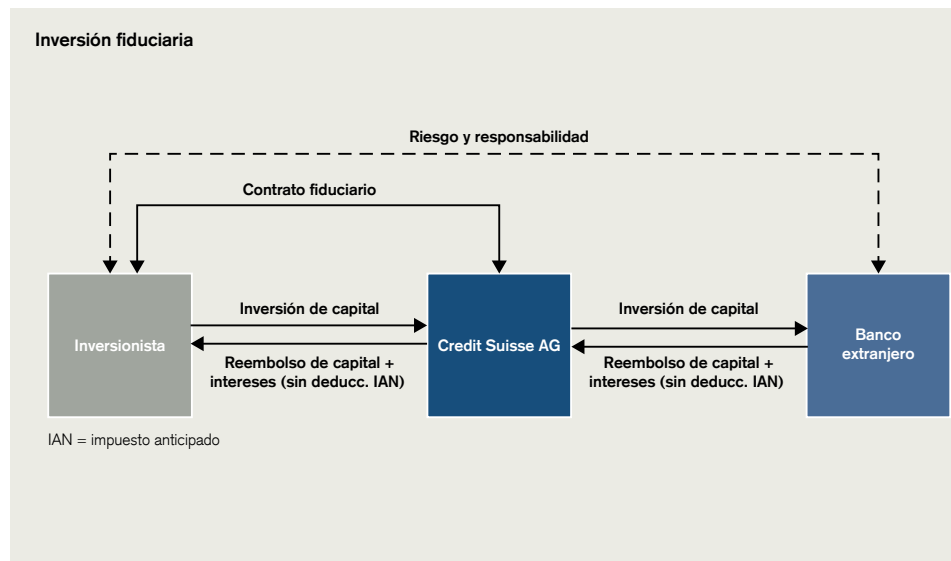 Inversión fiduciaria
Riesgo y responsabilidad
Contrato fiduciario
Inversionista
Inversión de capital
Reembolso de capital +
intereses (sin deducc. IAN)
Credit Suisse AG
Inversión de capital
Reembolso de capital +
intereses (sin deducc. IAN)
Banco
extranjero
IAN = impuesto anticipado